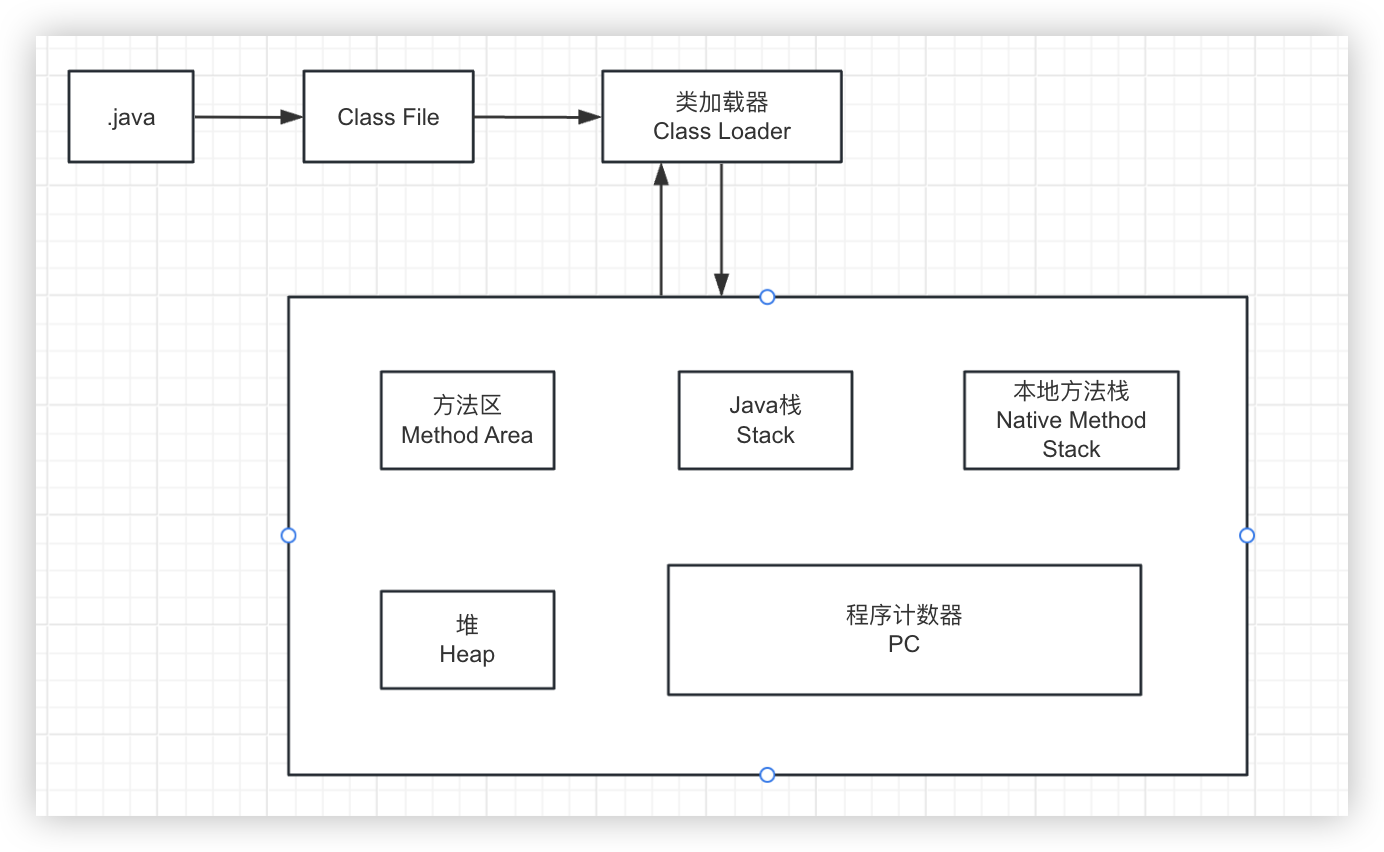 .java
Class File
类加载器
Class Loader
方法区
Method Area
Java栈
Stack
本地方法栈
Native Method
Stack
堆
Heap
程序计数器
PC